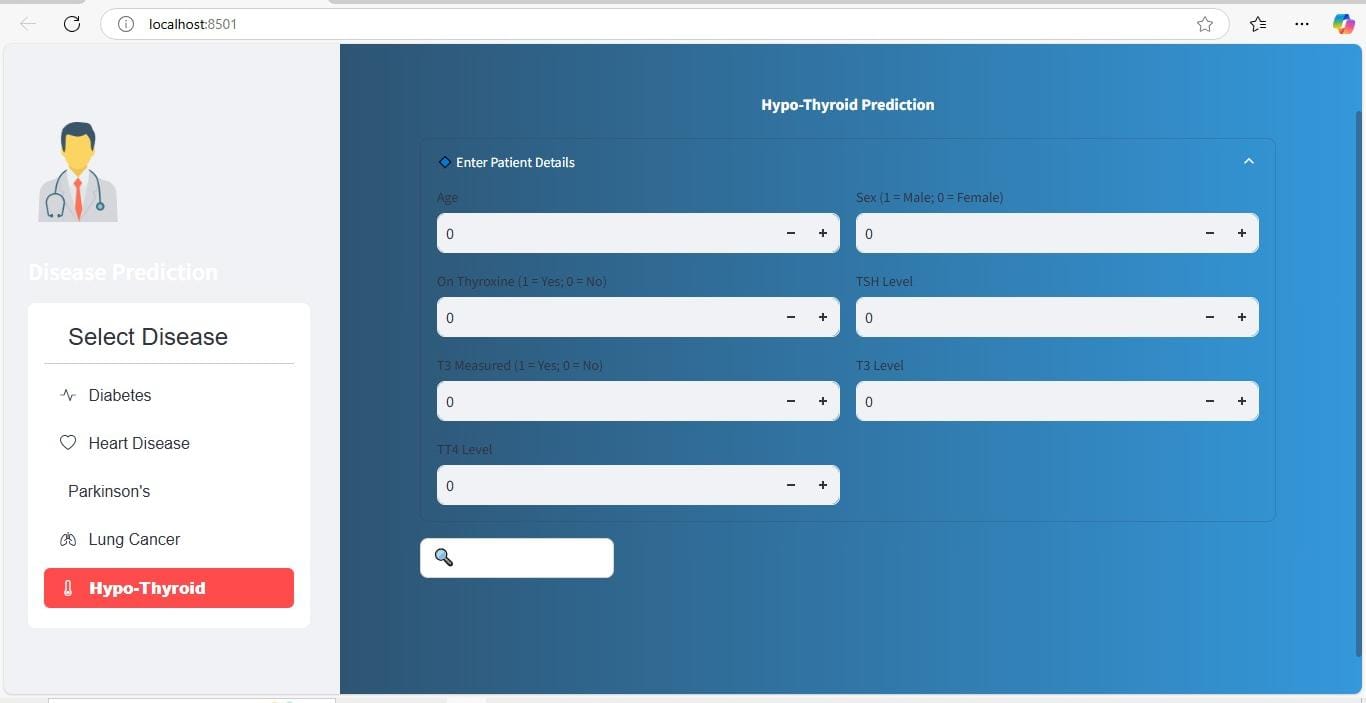 localhost:8501
Disease Prediction
Select Disease
Diabetes
Heart Disease
Parkinson's
Lung Cancer
Hypo-Thyroid
Hypo-Thyroid Prediction
Enter Patient Details
Age
0 − +
Sex (1 = Male; 0 = Female)
0 − +
On Thyroxine (1 = Yes; 0 = No)
0 − +
TSH Level
0 − +
T3 Measured (1 = Yes; 0 = No)
0 − +
T3 Level
0 − +
TT4 Level
0 − +